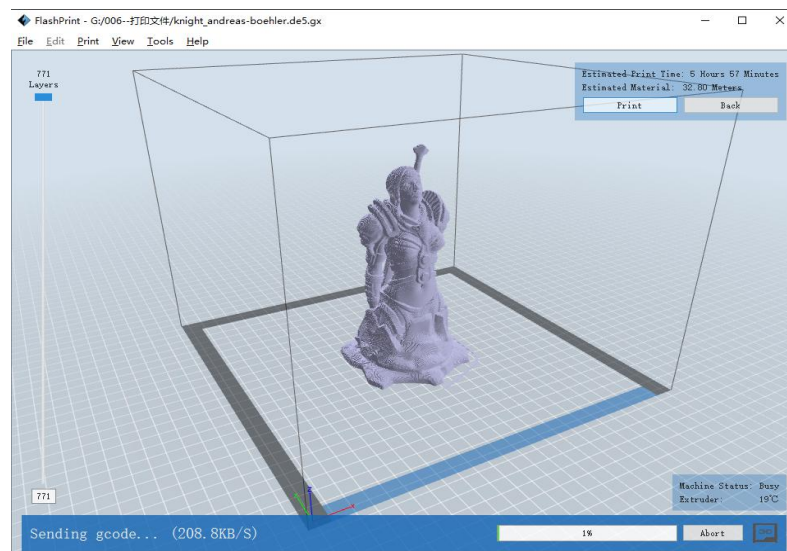 FlashPrint - G:/006--打印文件/knight_andreas-boehler.de5.gx
File Edit Print View Tools Help
771
Layers
Estimated Print Time: 5 Hours 57 Minutes
Estimated Material: 32.80 Meters
Print Back
771
Machine Status: Busy
Extruder: 19℃
Sending gcode... (208.8KB/S) 1% Abort
Z
X